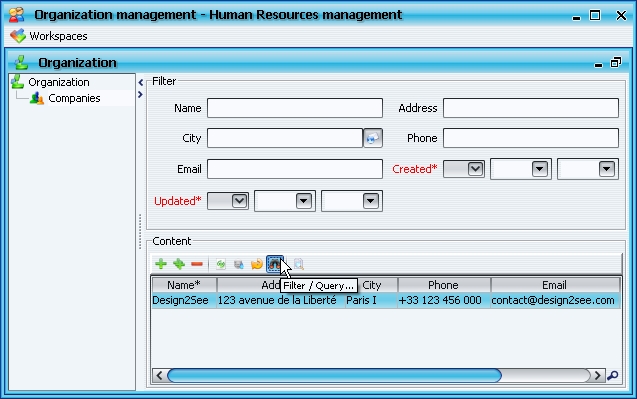 Organization management - Human Resources management
Workspaces
Organization
Organization
Companies
Filter
Name
Address
City
Phone
Email
Created*
Updated*
Content
Filter / Query...
Name* Add City Phone Email
Design2See 123 avenue de la Liberté Paris I +33 123 456 000 contact@design2see.com